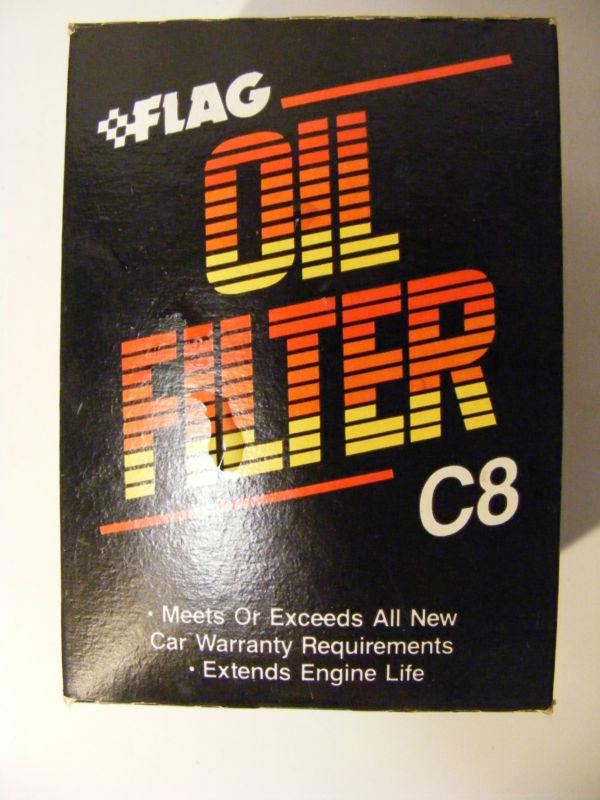 FLAG
OIL
FILTER
C8
· Meets Or Exceeds All New
Car Warranty Requirements
· Extends Engine Life